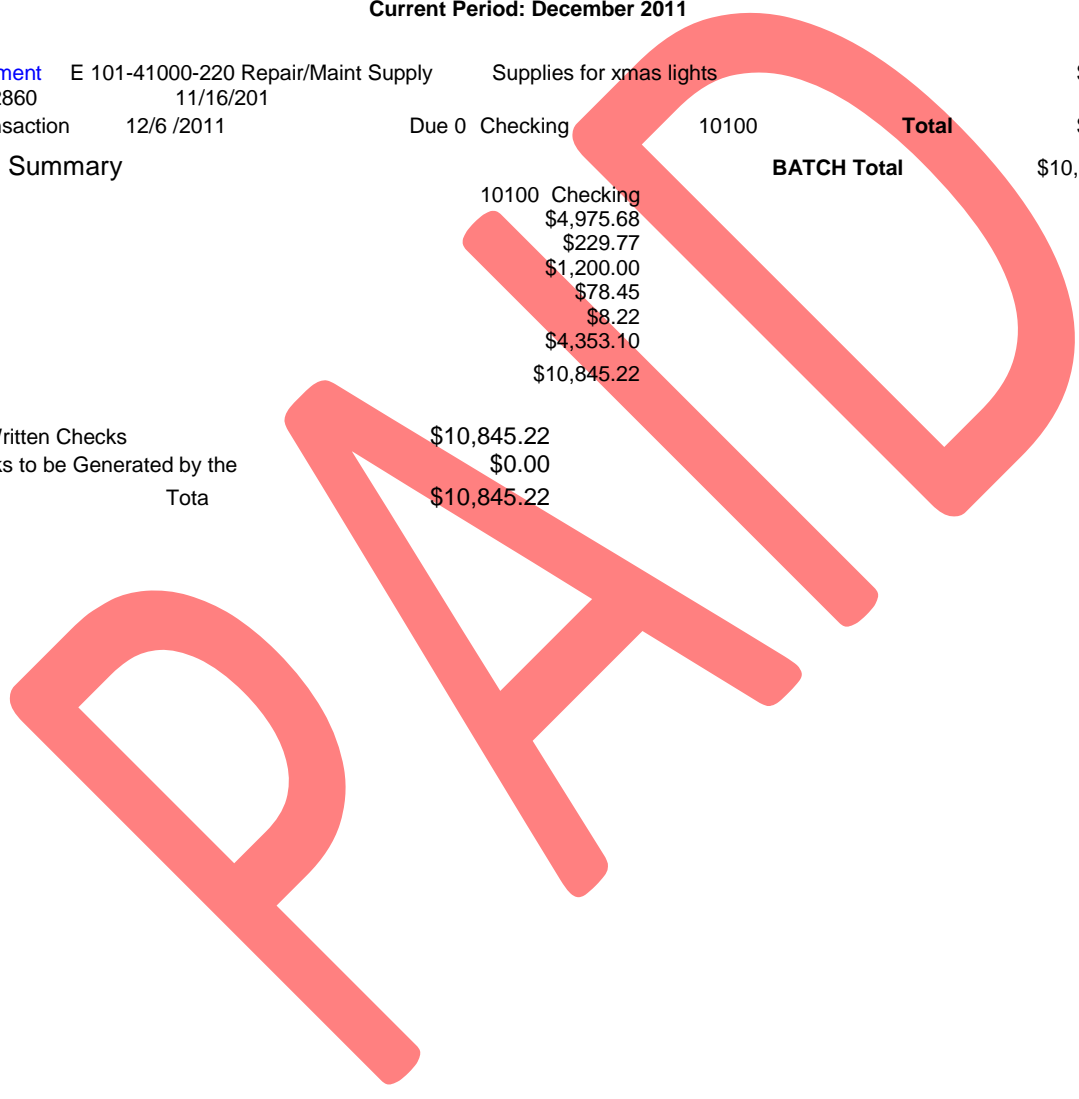 Current Period: December 2011
E 101-41000-220 Repair/Maint Supply Supplies for xmas lights
2860 11/16/201
12/6 /2011 Due 0 Checking 10100 Total
Summary BATCH Total $10,
10100 Checking
$4,975.68
$229.77
$1,200.00
$78.45
$8.22
$4,353.10
$10,845.22
Written Checks $10,845.22
to be Generated by the $0.00
Tota $10,845.22
PAID